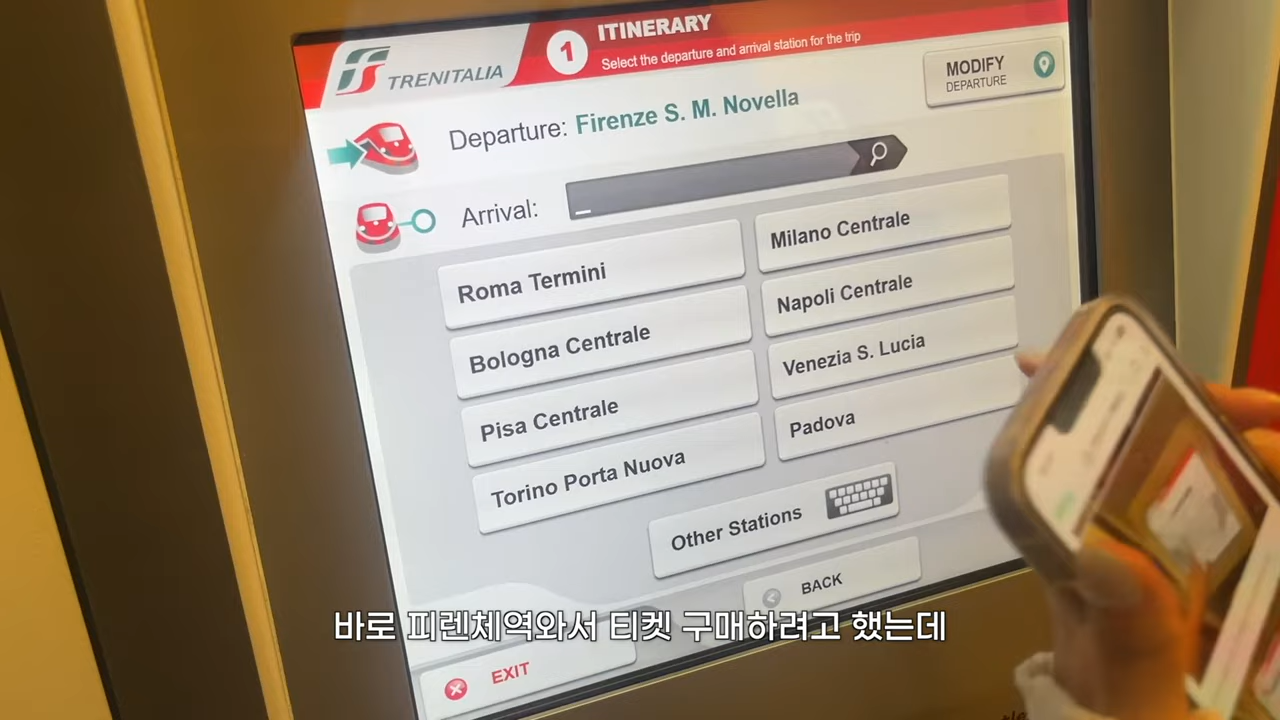 TRENITALIA
1
ITINERARY
Select the departure and arrival station for the trip
MODIFY
DEPARTURE
Departure: Firenze S. M. Novella
Arrival: _
Roma Termini
Milano Centrale
Bologna Centrale
Napoli Centrale
Pisa Centrale
Venezia S. Lucia
Torino Porta Nuova
Padova
Other Stations
BACK
바로 피렌체역와서 티켓 구매하려고 했는데
EXIT